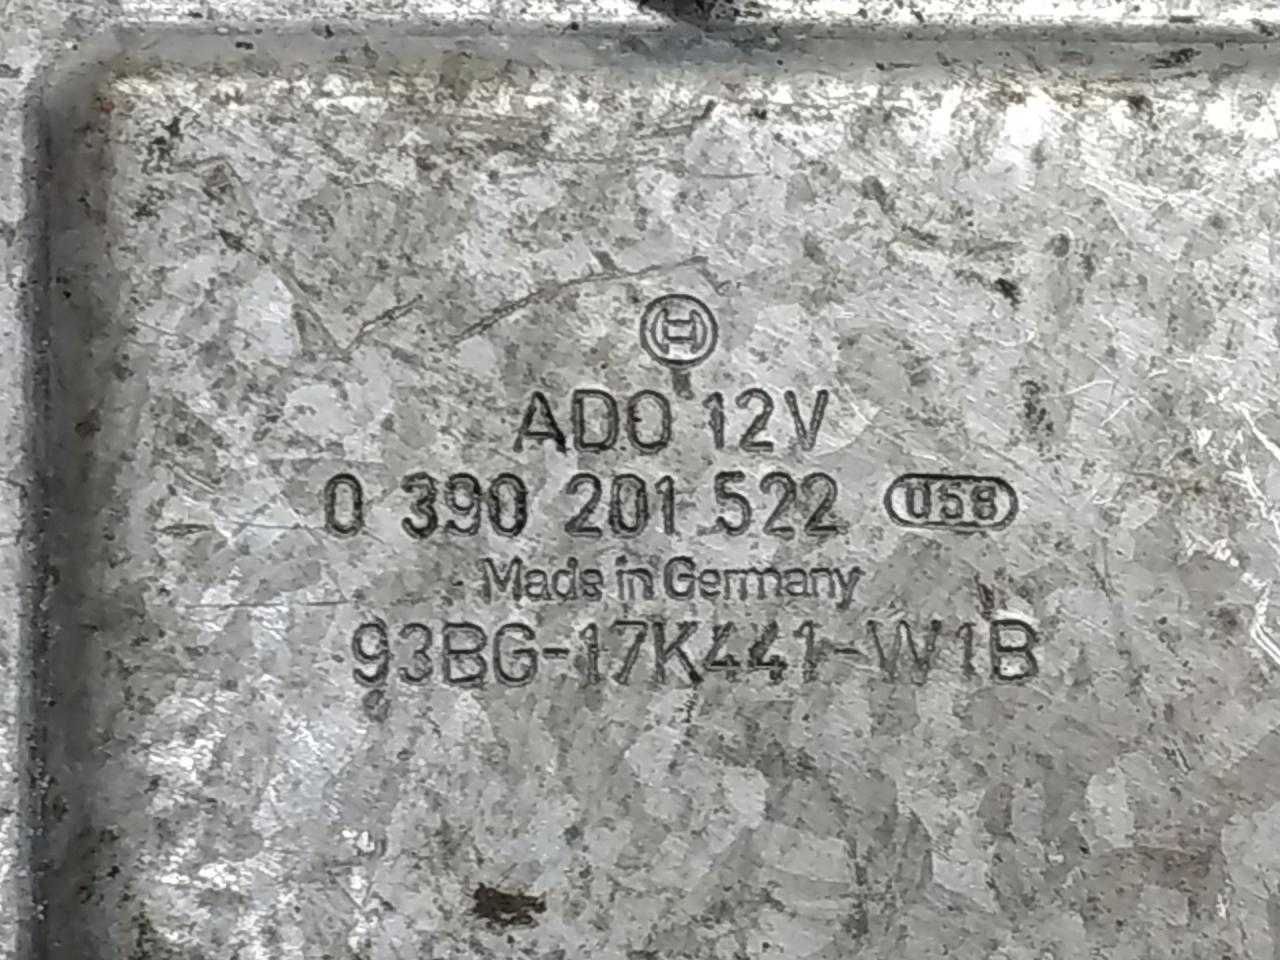 ADO 12V
0 390 201 522 058
Made in Germany
93BG-17K441-W1B